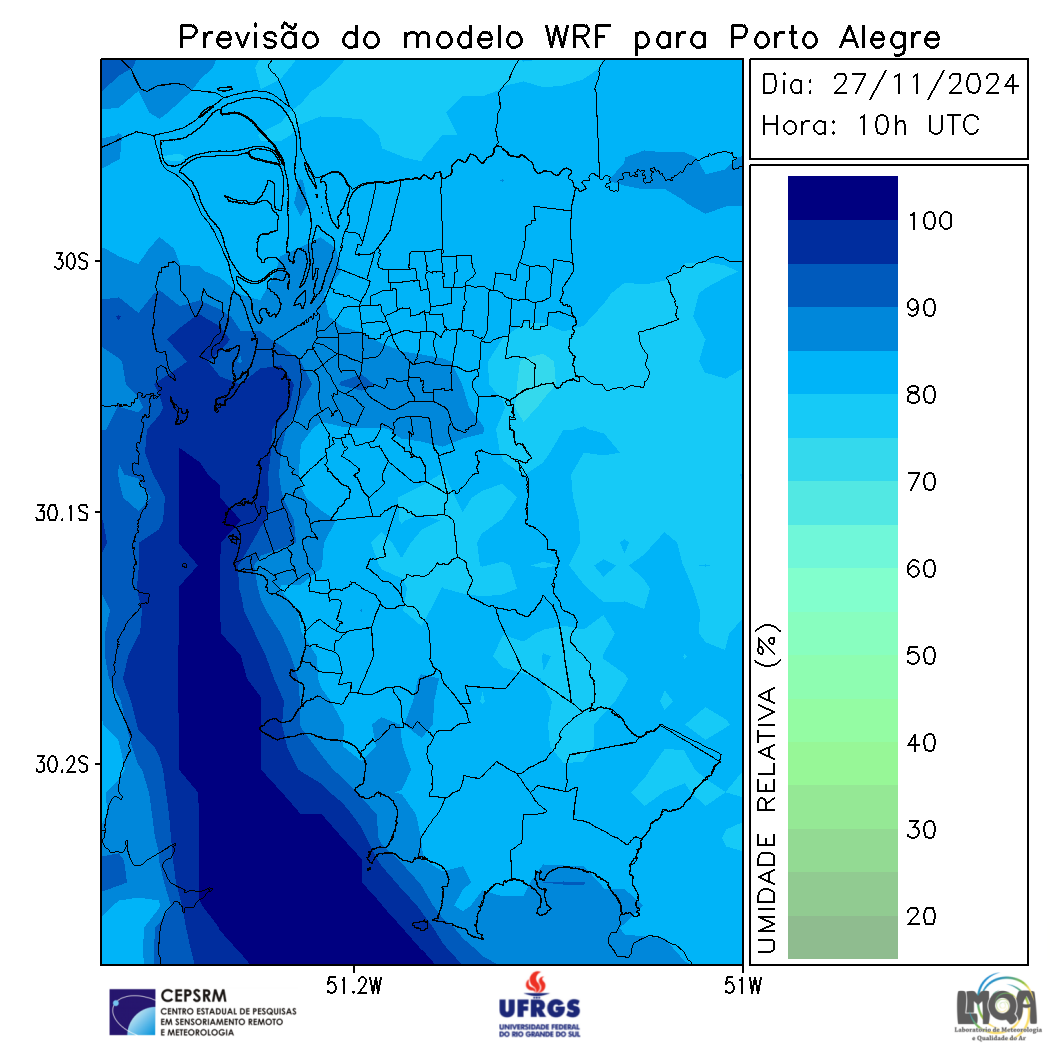 Previsão do modelo WRF para Porto Alegre
Dia: 27/11/2024
Hora: 10h UTC
30S
30.1S
30.2S
51.2W
51W
UMIDADE RELATIVA (%)
100
90
80
70
60
50
40
30
20
CEPSRM
CENTRO ESTADUAL DE PESQUISAS
EM SENSORIAMENTO REMOTO
E METEOROLOGIA
UFRGS
UNIVERSIDADE FEDERAL
DO RIO GRANDE DO SUL
LMQA
Laboratório de Meteorologia
e Qualidade do Ar